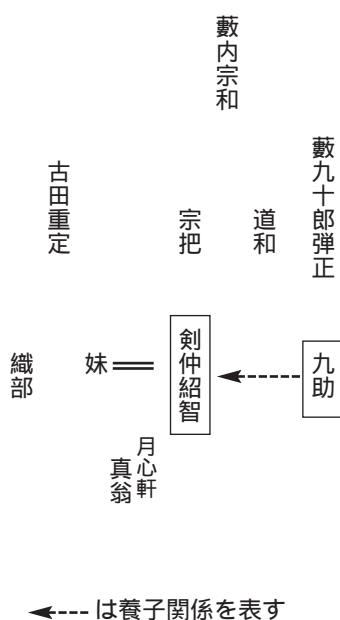 藪内宗和
藪九十郎弾正
道和
宗把
古田重定
九助
剣仲紹智
妹
織部
月心軒
真翁
は養子関係を表す